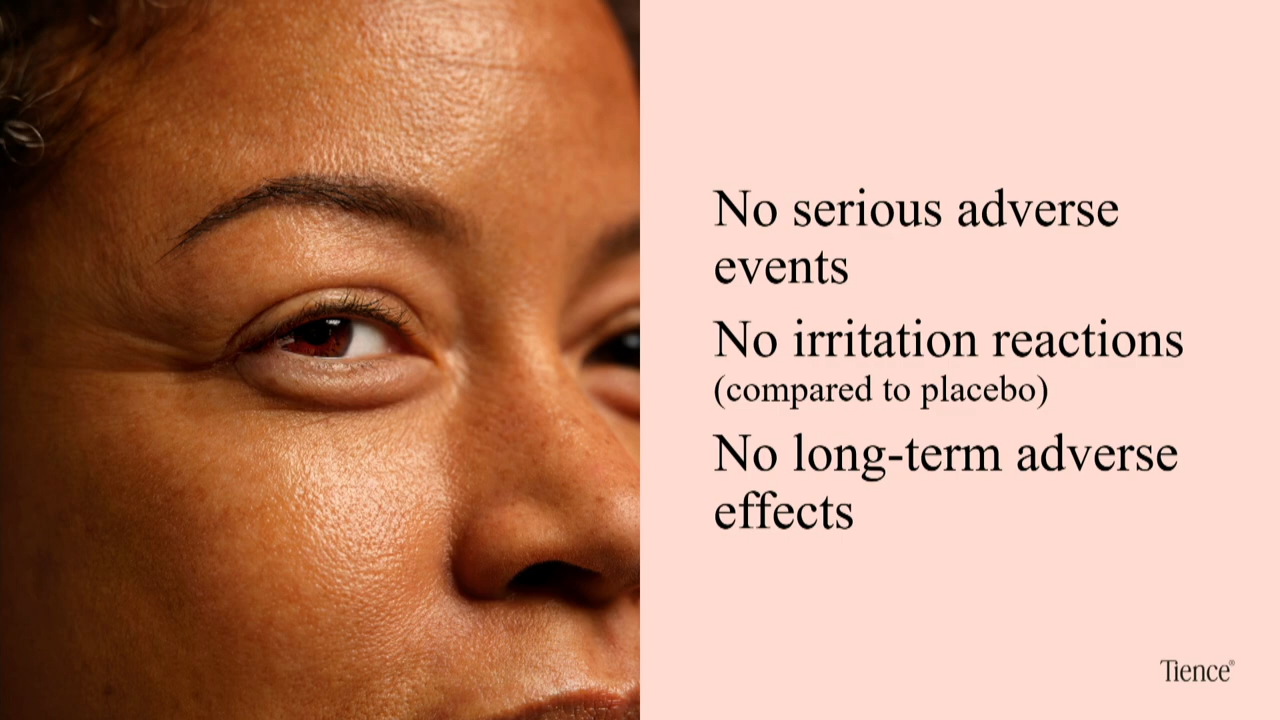 No serious adverse
events
No irritation reactions
(compared to placebo)
No long-term adverse
effects
Tience®